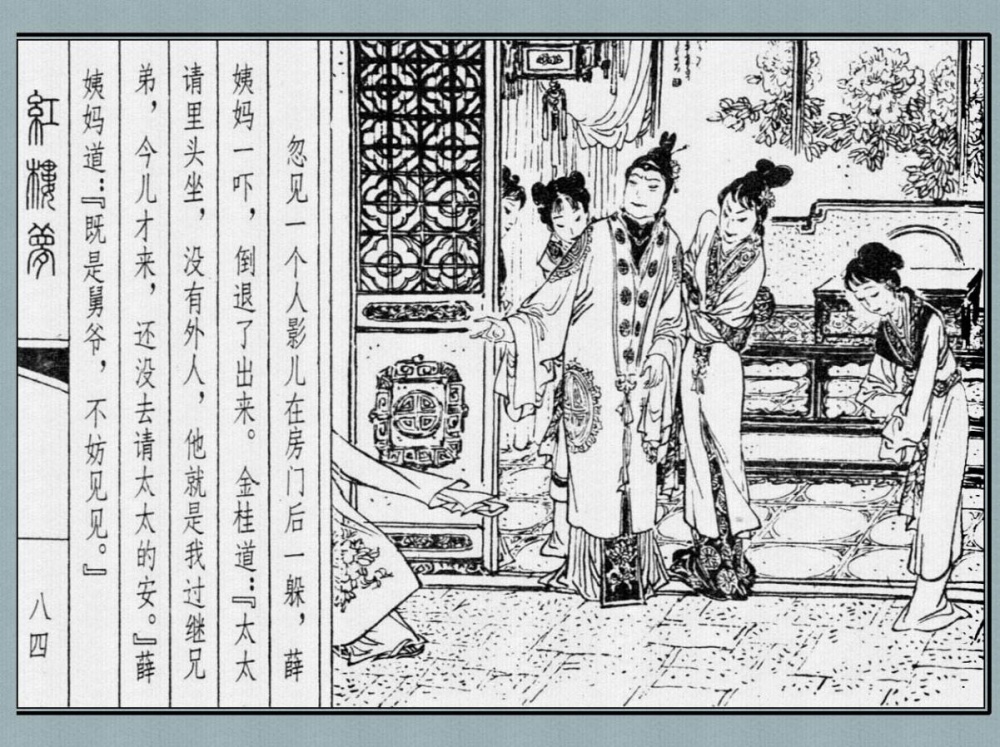 忽见一个人影儿在房门后一躲，薛
姨妈一吓，倒退了出来。金桂道：『太太
请里头坐，没有外人，他就是我过继兄
弟，今儿才来，还没去请太太的安。』薛
姨妈道：『既是舅爷，不妨见见。』
紅樓夢
八四